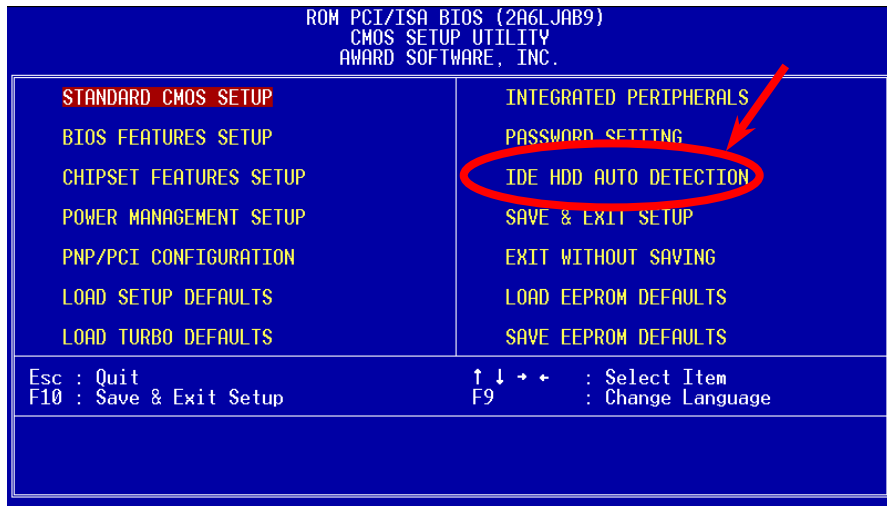 ROM PCI/ISA BIOS (2A6LJAB9)
CMOS SETUP UTILITY
AWARD SOFTWARE, INC.
STANDARD CMOS SETUP
BIOS FEATURES SETUP
CHIPSET FEATURES SETUP
POWER MANAGEMENT SETUP
PNP/PCI CONFIGURATION
LOAD SETUP DEFAULTS
LOAD TURBO DEFAULTS
INTEGRATED PERIPHERALS
PASSWORD SETTING
IDE HDD AUTO DETECTION
SAVE & EXIT SETUP
EXIT WITHOUT SAVING
LOAD EEPROM DEFAULTS
SAVE EEPROM DEFAULTS
Esc : Quit
F10 : Save & Exit Setup
↑ ↓ → ← : Select Item
F9 : Change Language